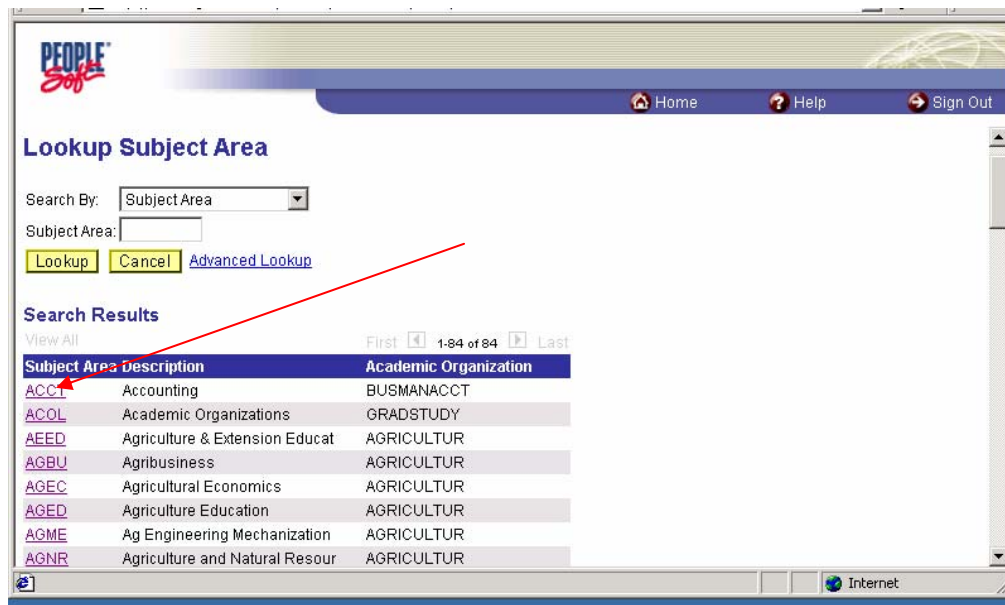 PEOPLE
Soft
Home Help Sign Out
Lookup Subject Area
Search By: Subject Area
Subject Area:
Lookup Cancel Advanced Lookup
Search Results
View All First 1-84 of 84 Last
Subject Area Description Academic Organization
ACCT Accounting BUSMANACCT
ACOL Academic Organizations GRADSTUDY
AEED Agriculture & Extension Educat AGRICULTUR
AGBU Agribusiness AGRICULTUR
AGEC Agricultural Economics AGRICULTUR
AGED Agriculture Education AGRICULTUR
AGME Ag Engineering Mechanization AGRICULTUR
AGNR Agriculture and Natural Resour AGRICULTUR
Internet